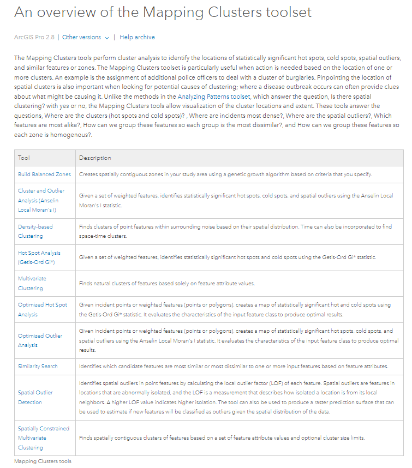 An overview of the Mapping Clusters toolset
ArcGIS Pro 2.8 | Other versions | Help archive
The Mapping Clusters tools perform cluster analysis to identify the locations of statistically significant hot spots, cold spots, spatial outliers,
and similar features or zones. The Mapping Clusters toolset is particularly useful when action is needed based on the location of one or
more clusters. An example is the assignment of additional police officers to deal with a cluster of burglaries. Pinpointing the location of
spatial clusters is also important when looking for potential causes of clustering; where a disease outbreak occurs can often provide clues
about what might be causing it. Unlike the methods in the Analyzing Patterns toolset, which answer the question, Is there spatial
clustering? with yes or no, the Mapping Clusters tools allow visualization of the cluster locations and extent. These tools answer the
questions, Where are the clusters (hot spots and cold spots)? , Where are incidents most dense?, Where are the spatial outliers?, Which
features are most alike?, How can we group these features so each group is the most dissimilar?, and How can we group these features so
each zone is homogenous?.
Tool Description
Build Balanced Zones Creates spatially contiguous zones in your study area using a genetic growth algorithm based on criteria that you specify.
Cluster and Outlier
Analysis (Anselin
Local Moran's I)
Given a set of weighted features, identifies statistically significant hot spots, cold spots, and spatial outliers using the Anselin Local
Moran's I statistic.
Density-based
Clustering
Finds clusters of point features within surrounding noise based on their spatial distribution. Time can also be incorporated to find
space-time clusters.
Hot Spot Analysis
(Getis-Ord Gi*)
Given a set of weighted features, identifies statistically significant hot spots and cold spots using the Getis-Ord Gi* statistic.
Multivariate
Clustering
Finds natural clusters of features based solely on feature attribute values.
Optimized Hot Spot
Analysis
Given incident points or weighted features (points or polygons), creates a map of statistically significant hot and cold spots using
the Getis-Ord Gi* statistic. It evaluates the characteristics of the input feature class to produce optimal results.
Optimized Outlier
Analysis
Given incident points or weighted features (points or polygons), creates a map of statistically significant hot spots, cold spots, and
spatial outliers using the Anselin Local Moran's I statistic. It evaluates the characteristics of the input feature class to produce optimal
results.
Similarity Search Identifies which candidate features are most similar or most dissimilar to one or more input features based on feature attributes.
Spatial Outlier
Detection
Identifies spatial outliers in point features by calculating the local outlier factor (LOF) of each feature. Spatial outliers are features in
locations that are abnormally isolated, and the LOF is a measurement that describes how isolated a location is from its local
neighbors. A higher LOF value indicates higher isolation. The tool can also be used to produce a raster prediction surface that can
be used to estimate if new features will be classified as outliers given the spatial distribution of the data.
Spatially Constrained
Multivariate
Clustering
Finds spatially contiguous clusters of features based on a set of feature attribute values and optional cluster size limits.
Mapping Clusters tools